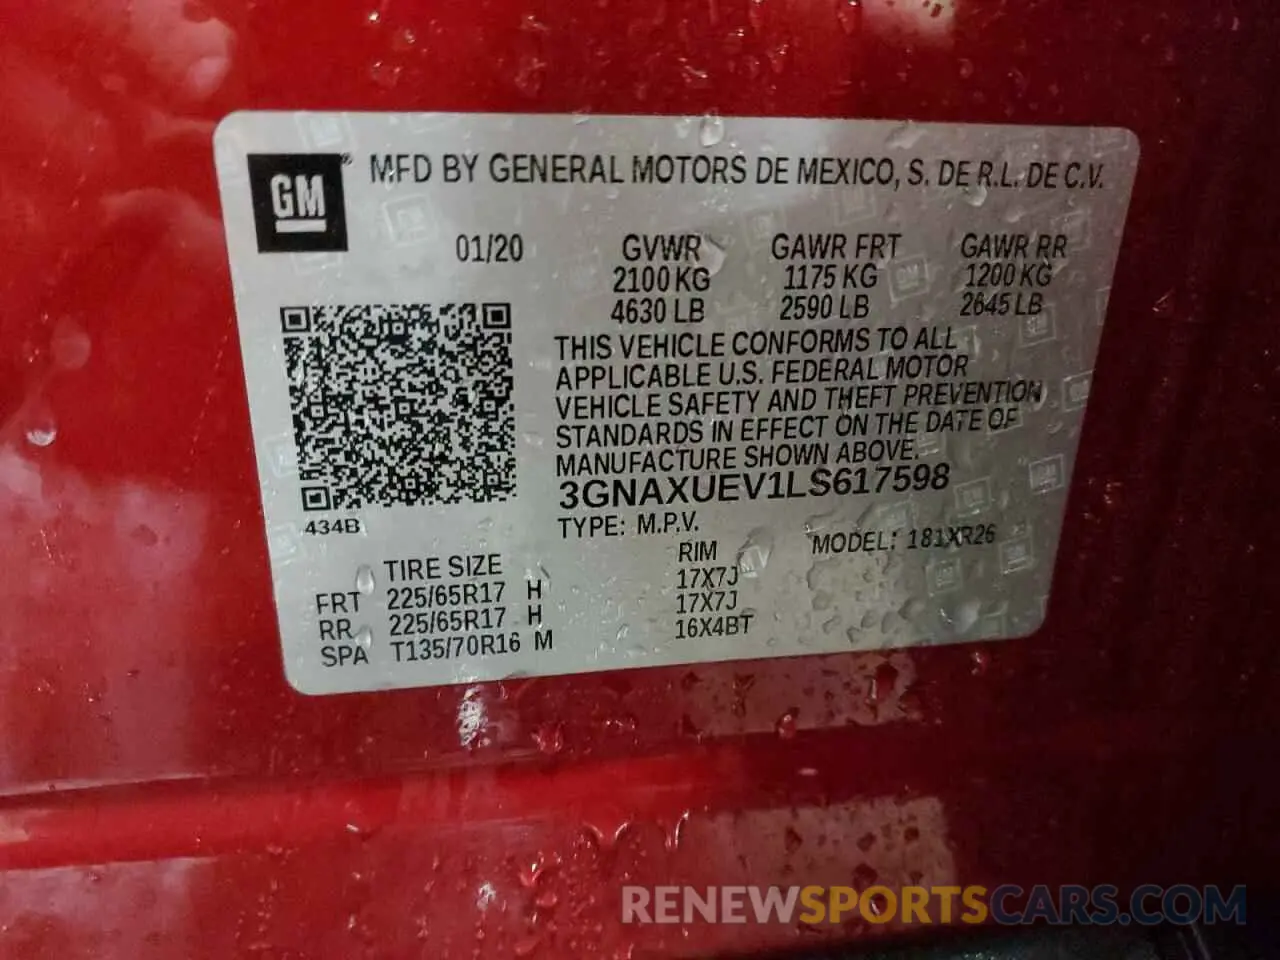 GM® MFD BY GENERAL MOTORS DE MEXICO, S. DE R.L. DE C.V.
01/20 GVWR GAWR FRT GAWR RR
2100 KG 1175 KG 1200 KG
4630 LB 2590 LB 2645 LB
THIS VEHICLE CONFORMS TO ALL
APPLICABLE U.S. FEDERAL MOTOR
VEHICLE SAFETY AND THEFT PREVENTION
STANDARDS IN EFFECT ON THE DATE OF
MANUFACTURE SHOWN ABOVE.
3GNAXUEV1LS617598
434B TYPE: M.P.V. MODEL: 181XR26
TIRE SIZE RIM
FRT 225/65R17 H 17X7J
RR 225/65R17 H 17X7J
SPA T135/70R16 M 16X4BT
RENEWSPORTSCARS.COM